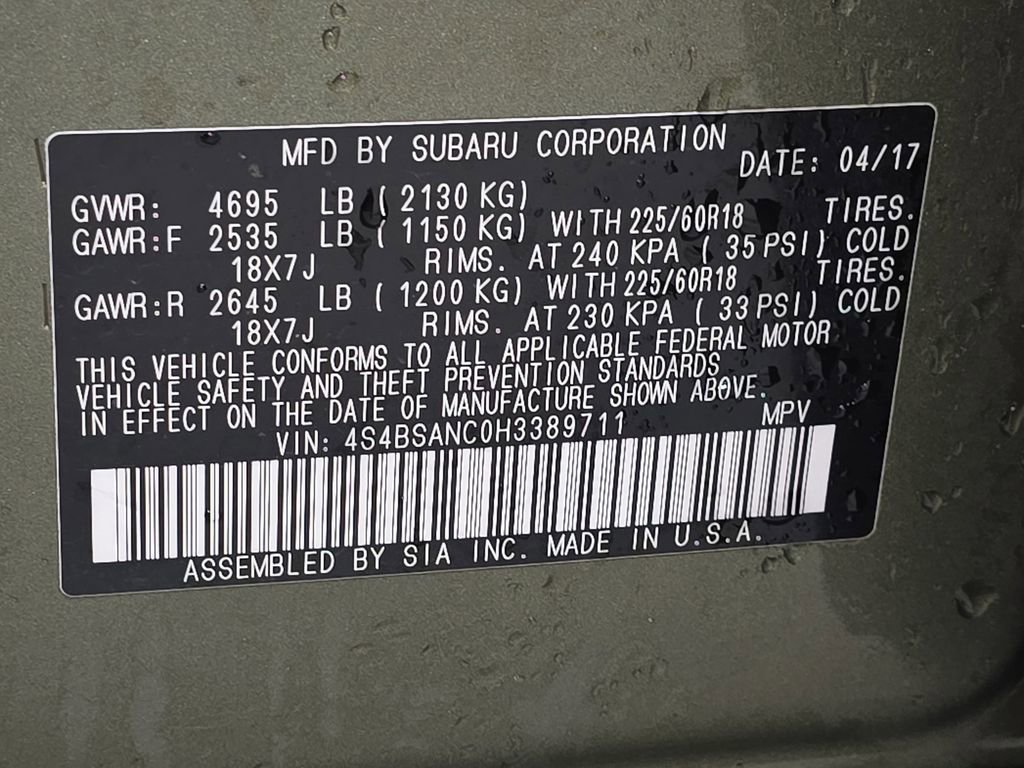 MFD BY SUBARU CORPORATION DATE: 04/17
GVWR: 4695 LB ( 2130 KG)
GAWR:F 2535 LB ( 1150 KG) WITH 225/60R18 TIRES.
18X7J RIMS. AT 240 KPA ( 35 PSI) COLD
GAWR:R 2645 LB ( 1200 KG) WITH 225/60R18 TIRES.
18X7J RIMS. AT 230 KPA ( 33 PSI) COLD
THIS VEHICLE CONFORMS TO ALL APPLICABLE FEDERAL MOTOR
VEHICLE SAFETY AND THEFT PREVENTION STANDARDS
IN EFFECT ON THE DATE OF MANUFACTURE SHOWN ABOVE.
VIN: 4S4BSANC0H3389711 MPV
ASSEMBLED BY SIA INC. MADE IN U.S.A.